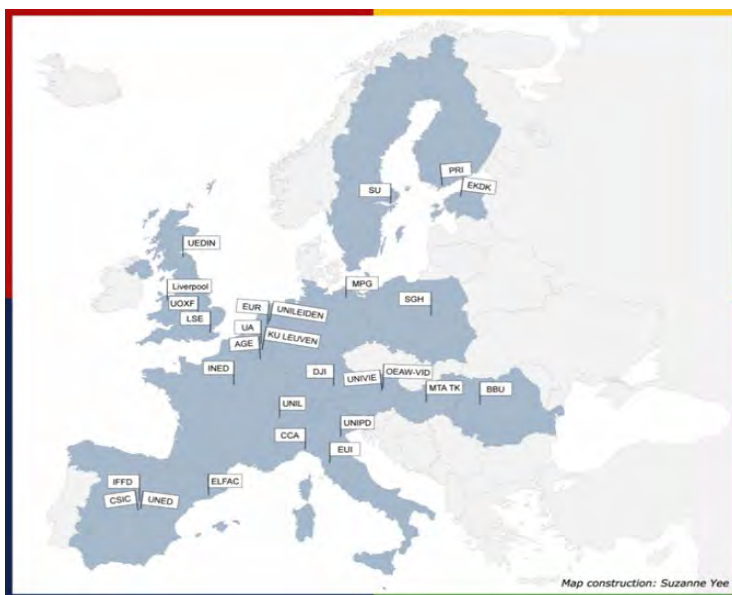 PRI
EKDK
SU
UEDIN
MPG
Liverpool
SGH
UOXF
EUR
UNILEIDEN
LSE
UA
KU LEUVEN
AGE
INED
DJI
OEAW-VID
UNIVIE
MTA TK
BBU
UNIL
UNIPD
CCA
EUI
IFFD
ELFAC
CSIC
UNED
Map construction: Suzanne Yee